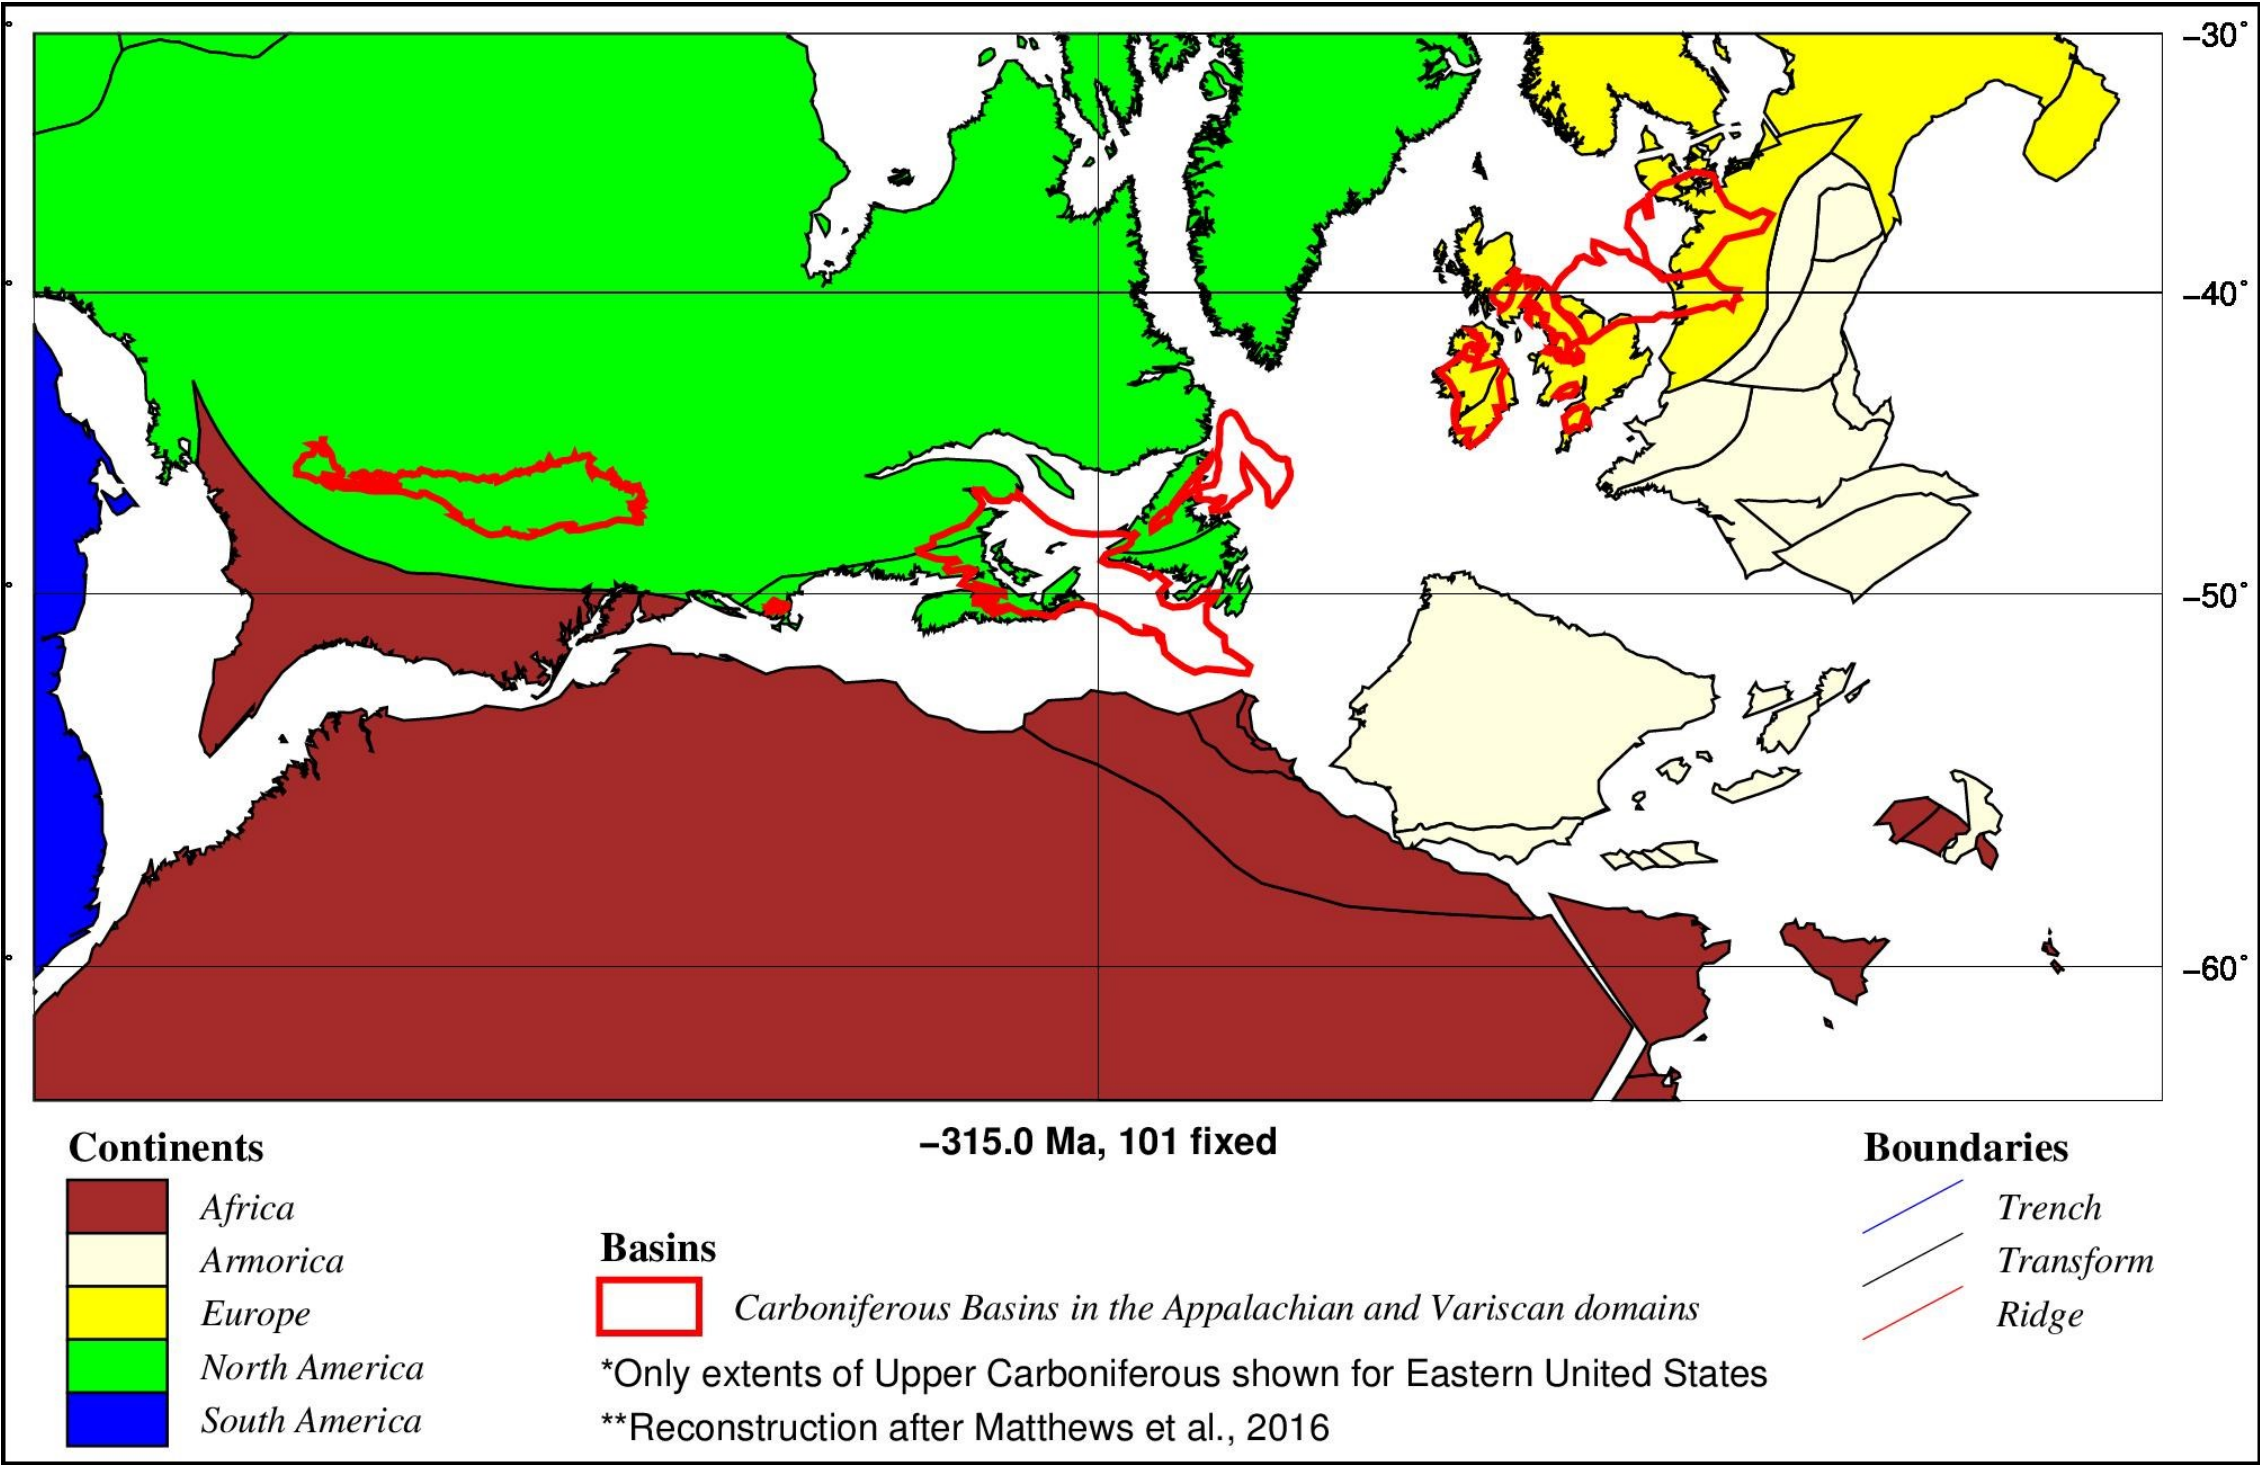 −30°
−40°
−50°
−60°
−315.0 Ma, 101 fixed
Continents
Africa
Armorica
Europe
North America
South America
Basins
Carboniferous Basins in the Appalachian and Variscan domains
*Only extents of Upper Carboniferous shown for Eastern United States
**Reconstruction after Matthews et al., 2016
Boundaries
Trench
Transform
Ridge